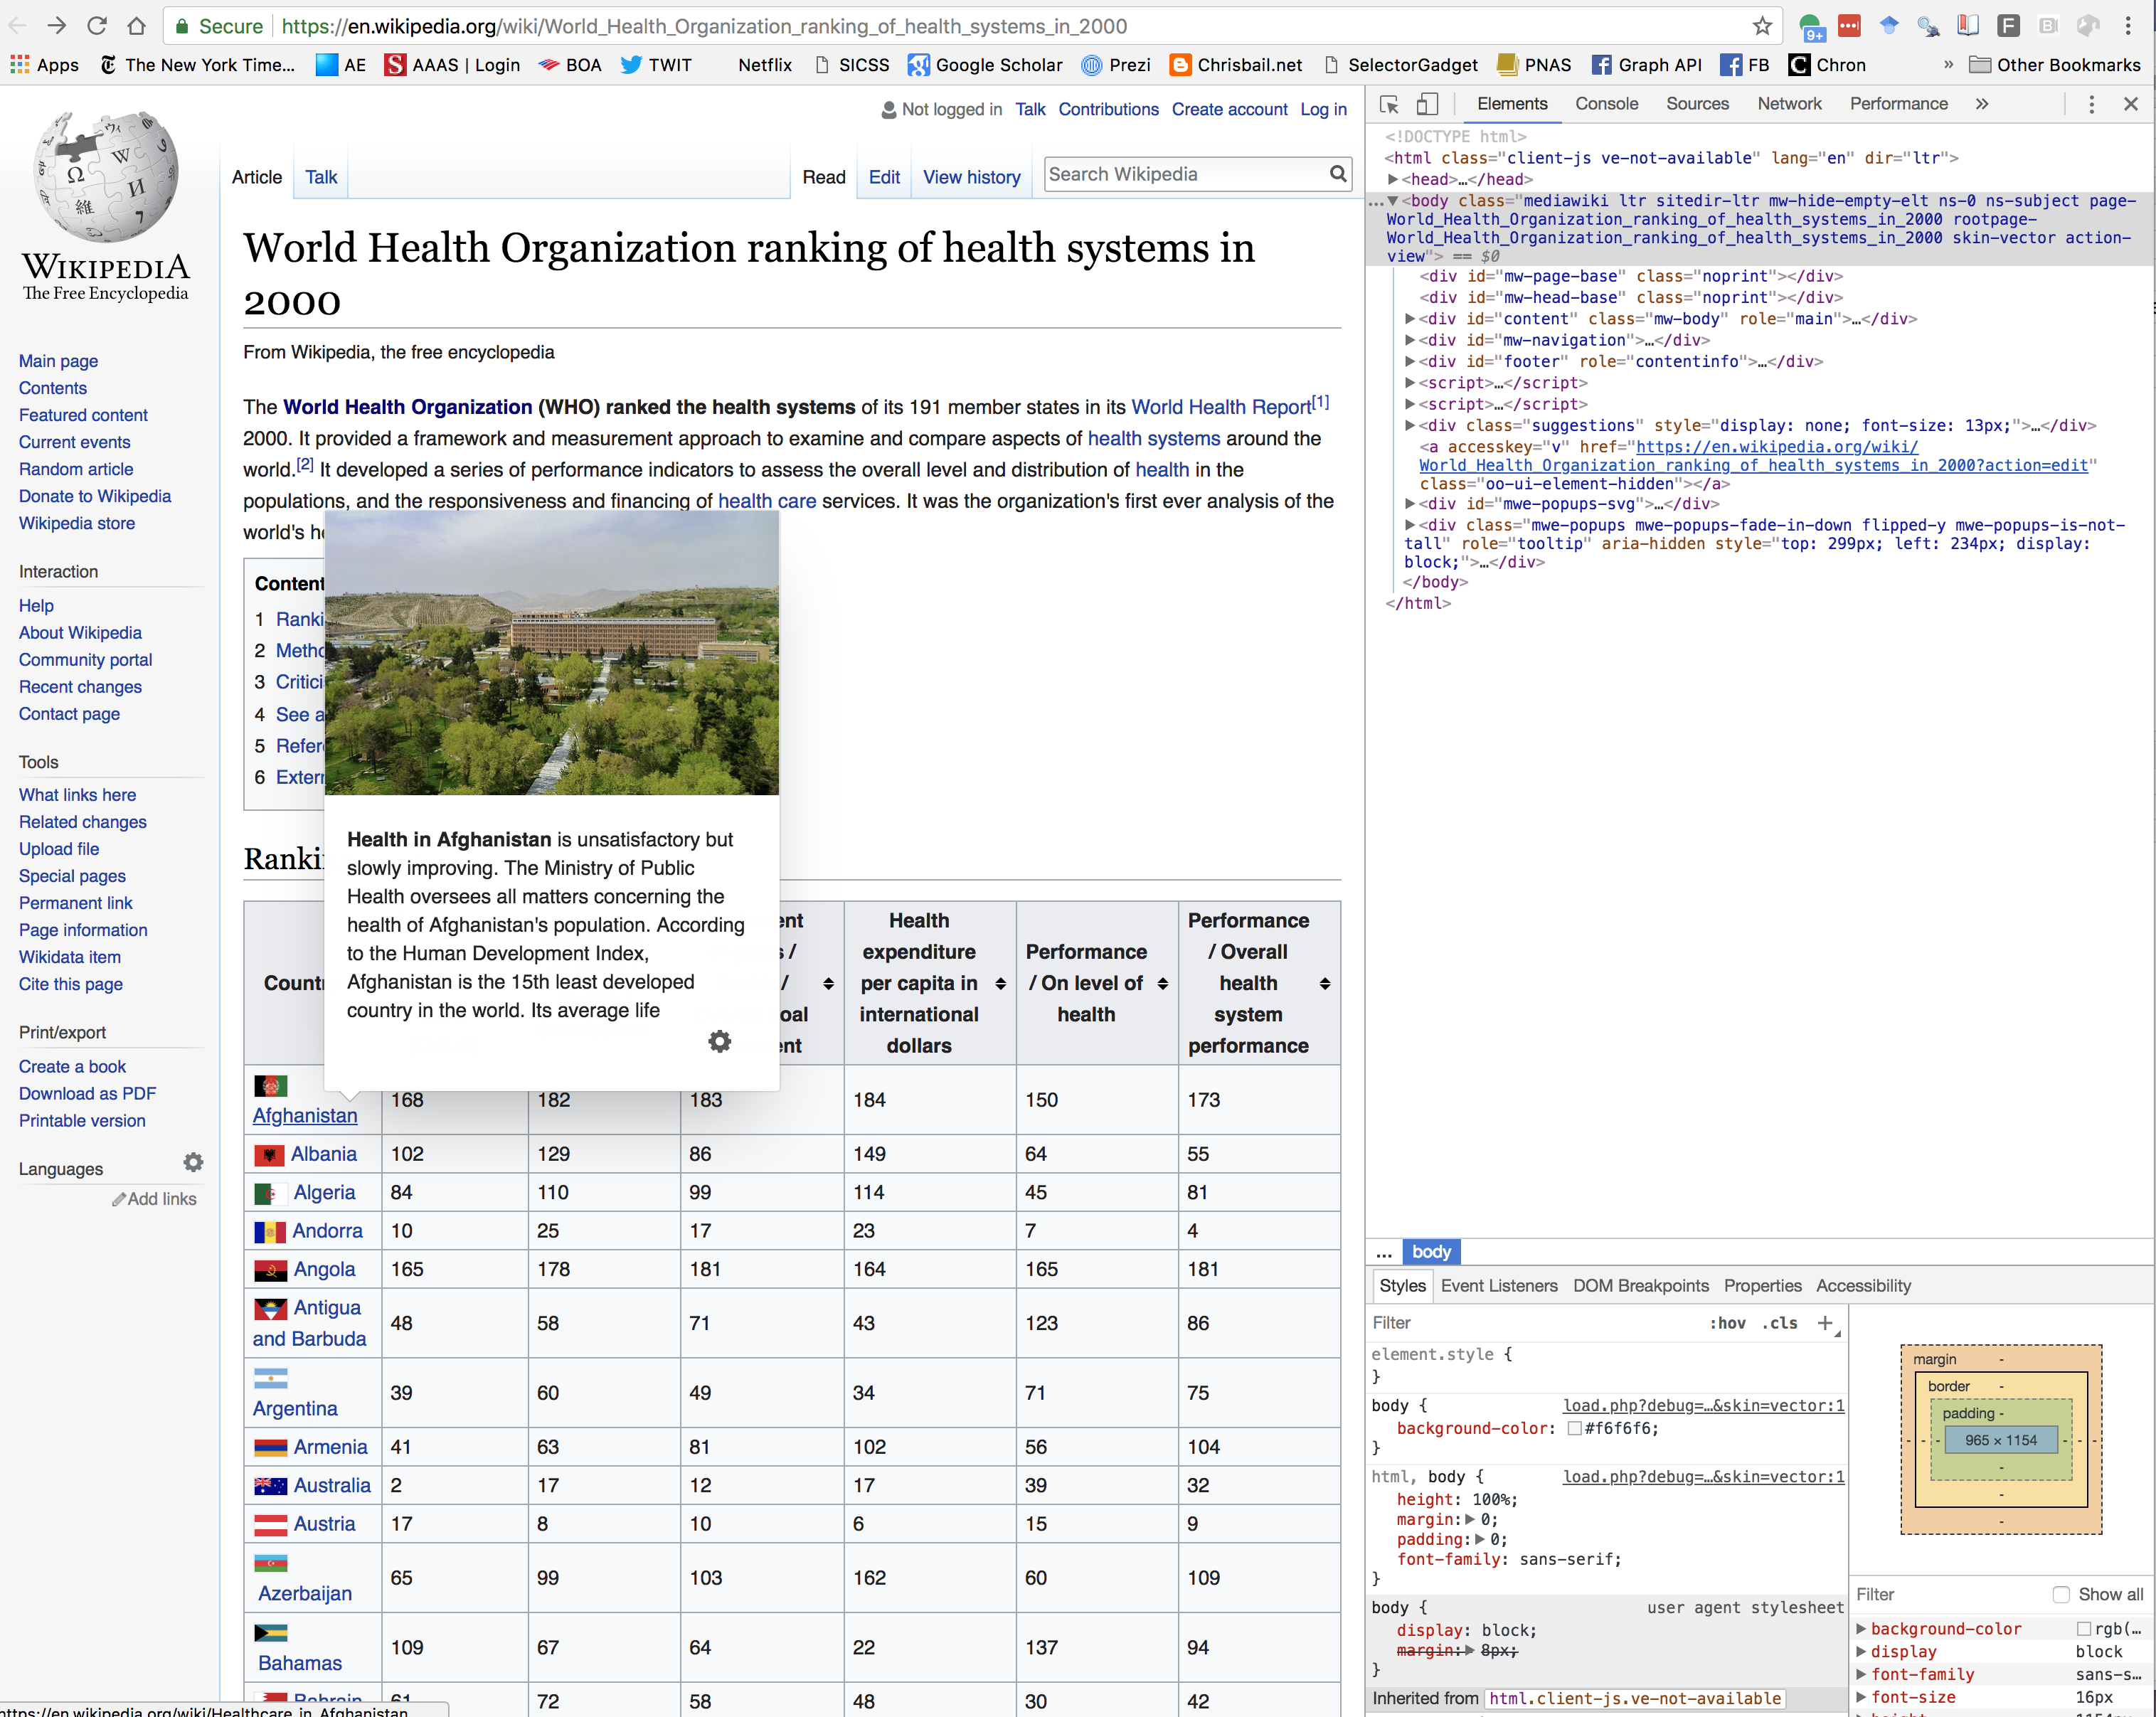 Secure https://en.wikipedia.org/wiki/World_Health_Organization_ranking_of_health_systems_in_2000
9+
F
Apps The New York Time... AE AAAS | Login BOA TWIT Netflix SICSS Google Scholar Prezi Chrisbail.net SelectorGadget PNAS Graph API FB Chron » Other Bookmarks
WIKIPEDIA
The Free Encyclopedia
Main page
Contents
Featured content
Current events
Random article
Donate to Wikipedia
Wikipedia store
Interaction
Help
About Wikipedia
Community portal
Recent changes
Contact page
Tools
What links here
Related changes
Upload file
Special pages
Permanent link
Page information
Wikidata item
Cite this page
Print/export
Create a book
Download as PDF
Printable version
Languages
Add links
Not logged in Talk Contributions Create account Log in
Article Talk Read Edit View history Search Wikipedia
World Health Organization ranking of health systems in
2000
From Wikipedia, the free encyclopedia
The World Health Organization (WHO) ranked the health systems of its 191 member states in its World Health Report[1]
2000. It provided a framework and measurement approach to examine and compare aspects of health systems around the
world.[2] It developed a series of performance indicators to assess the overall level and distribution of health in the
populations, and the responsiveness and financing of health care services. It was the organization's first ever analysis of the
world's he
Content
1 Ranki
2 Metho
3 Critici
4 See a
5 Refer
6 Extern
Health in Afghanistan is unsatisfactory but
slowly improving. The Ministry of Public
Health oversees all matters concerning the
health of Afghanistan's population. According
to the Human Development Index,
Afghanistan is the 15th least developed
country in the world. Its average life
Ranki
Countr
ent
s /
/
oal
ent
Health
expenditure
per capita in
international
dollars
Performance
/ On level of
health
Performance
/ Overall
health
system
performance
Afghanistan 168 182 183 184 150 173
Albania 102 129 86 149 64 55
Algeria 84 110 99 114 45 81
Andorra 10 25 17 23 7 4
Angola 165 178 181 164 165 181
Antigua
and Barbuda 48 58 71 43 123 86
Argentina 39 60 49 34 71 75
Armenia 41 63 81 102 56 104
Australia 2 17 12 17 39 32
Austria 17 8 10 6 15 9
Azerbaijan 65 99 103 162 60 109
Bahamas 109 67 64 22 137 94
Bahrain 61 72 58 48 30 42
https://en.wikipedia.org/wiki/Healthcare_in_Afghanistan
Elements Console Sources Network Performance »
<!DOCTYPE html>
<html class="client-js ve-not-available" lang="en" dir="ltr">
<head>…</head>
…<body class="mediawiki ltr sitedir-ltr mw-hide-empty-elt ns-0 ns-subject page-
World_Health_Organization_ranking_of_health_systems_in_2000 rootpage-
World_Health_Organization_ranking_of_health_systems_in_2000 skin-vector action-
view"> == $0
<div id="mw-page-base" class="noprint"></div>
<div id="mw-head-base" class="noprint"></div>
<div id="content" class="mw-body" role="main">…</div>
<div id="mw-navigation">…</div>
<div id="footer" role="contentinfo">…</div>
<script>…</script>
<script>…</script>
<div class="suggestions" style="display: none; font-size: 13px;">…</div>
<a accesskey="v" href="https://en.wikipedia.org/wiki/
World_Health_Organization_ranking_of_health_systems_in_2000?action=edit"
class="oo-ui-element-hidden"></a>
<div id="mwe-popups-svg">…</div>
<div class="mwe-popups mwe-popups-fade-in-down flipped-y mwe-popups-is-not-
tall" role="tooltip" aria-hidden style="top: 299px; left: 234px; display:
block;">…</div>
</body>
</html>
... body
Styles Event Listeners DOM Breakpoints Properties Accessibility
Filter :hov .cls +
element.style {
}
body { load.php?debug=…&skin=vector:1
background-color: #f6f6f6;
}
html, body { load.php?debug=…&skin=vector:1
height: 100%;
margin: 0;
padding: 0;
font-family: sans-serif;
}
body { user agent stylesheet
display: block;
margin: 8px;
}
Inherited from html.client-js.ve-not-available
margin -
border -
padding -
965 × 1154
Filter Show all
background-color rgb(…
display block
font-family sans-s…
font-size 16px
height 1154px